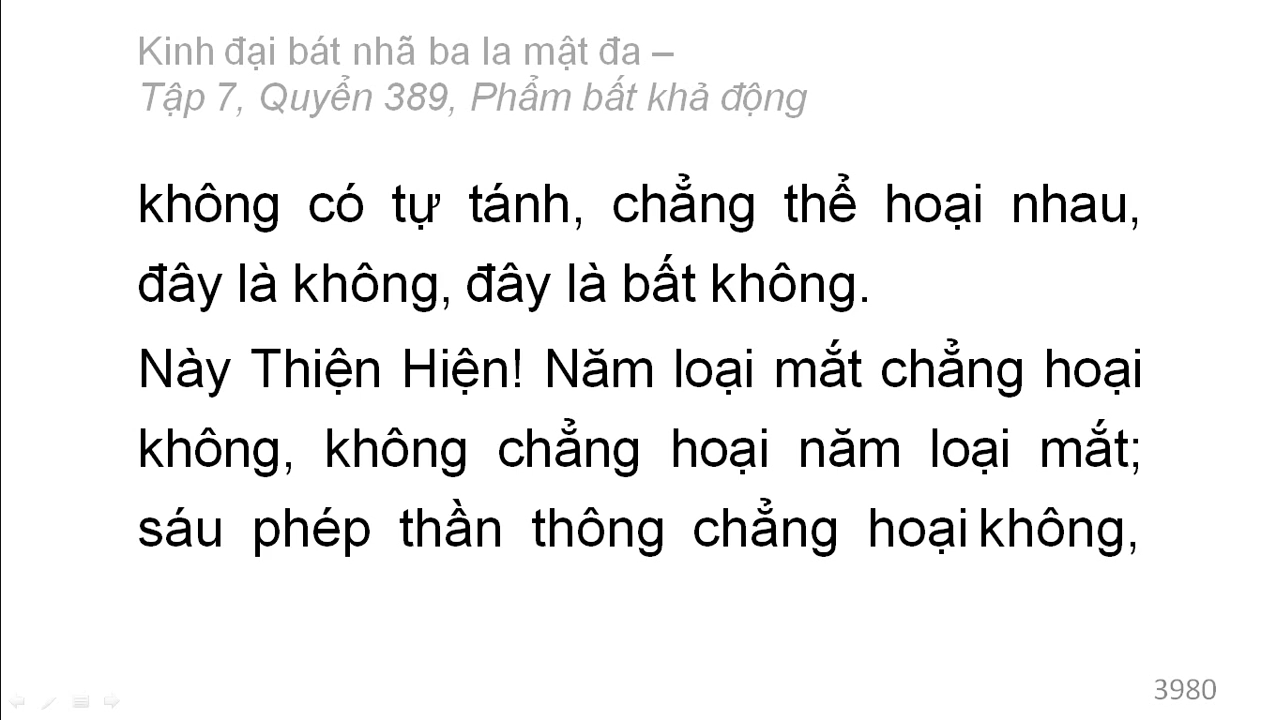 Kinh đại bát nhã ba la mật đa –
Tập 7, Quyển 389, Phẩm bất khả động
không có tự tánh, chẳng thể hoại nhau,
đây là không, đây là bất không.
Này Thiện Hiện! Năm loại mắt chẳng hoại
không, không chẳng hoại năm loại mắt;
sáu phép thần thông chẳng hoại không,
3980